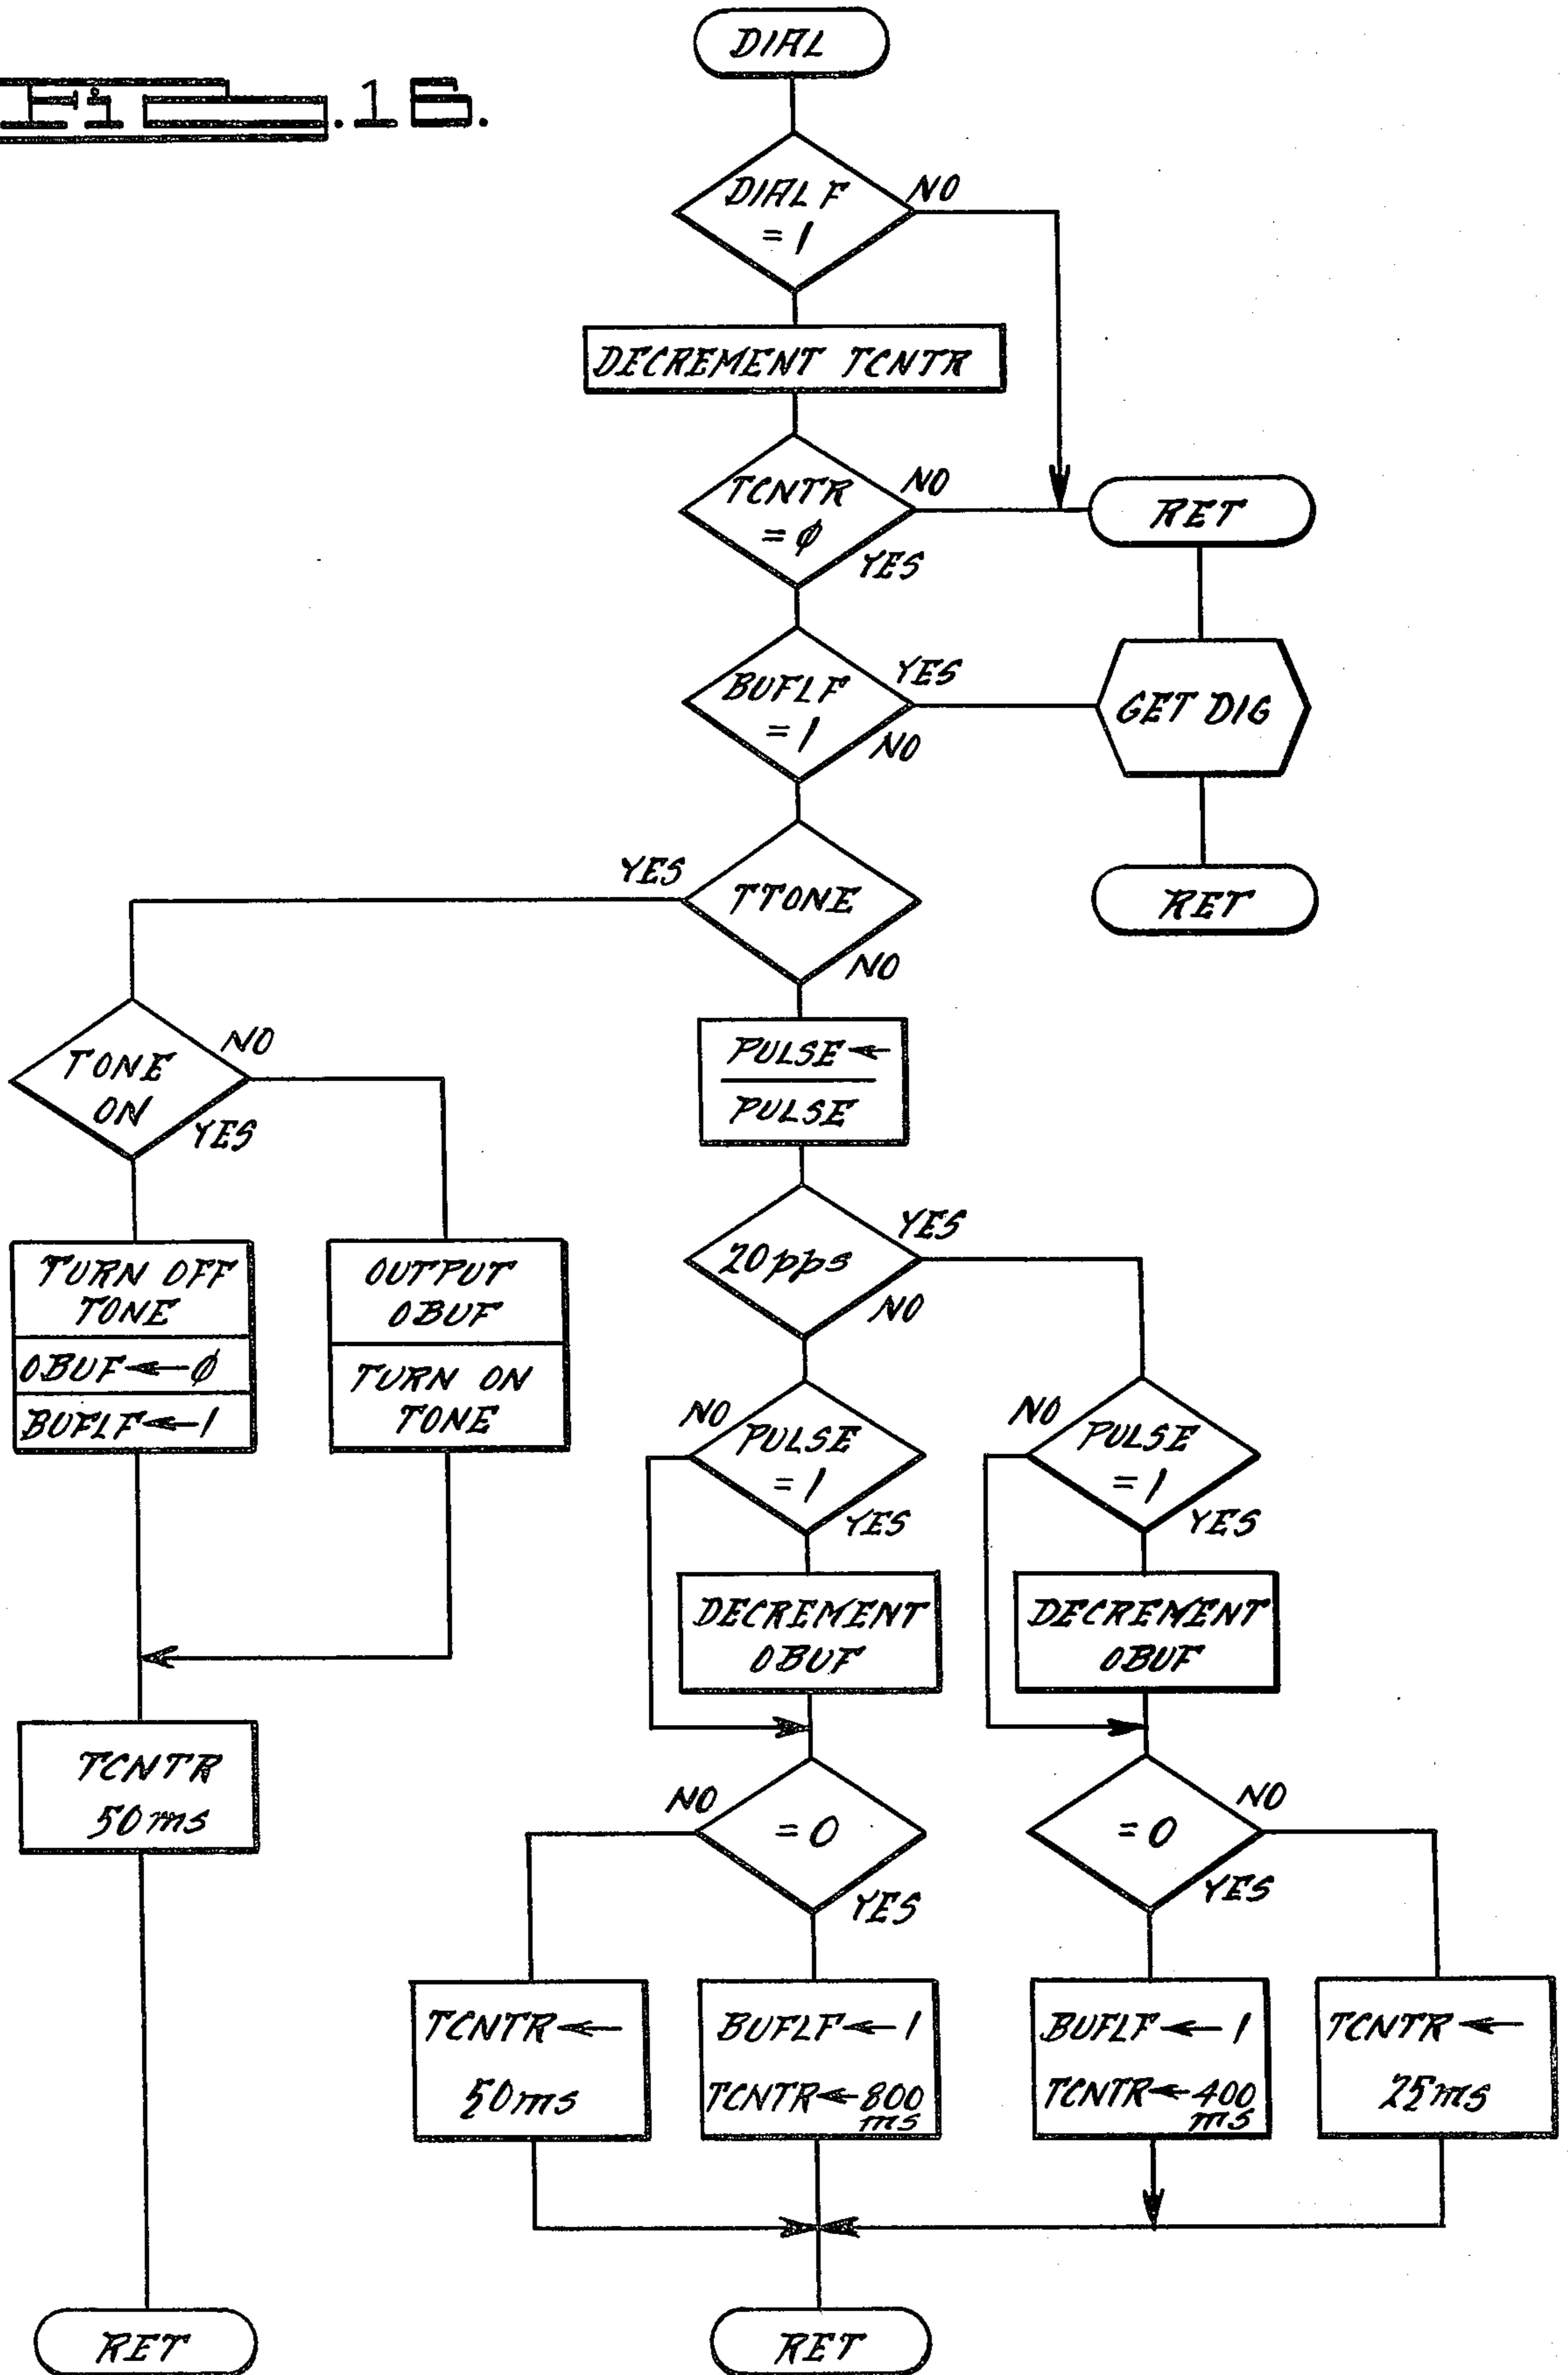 DIAL
.1
DIALF
= 1
NO
DECREMENT TCNTR
TCNTR
= φ
NO
YES
RET
BUFLF
= 1
YES
NO
GET DIG
RET
TTONE
YES
NO
TONE
ON
NO
YES
PULSE ←
PULSE
20pps
YES
NO
TURN OFF
TONE
OBUF ← φ
BUFLF ← 1
OUTPUT
OBUF
TURN ON
TONE
NO
PULSE
= 1
YES
NO
PULSE
= 1
YES
DECREMENT
OBUF
DECREMENT
OBUF
TCNTR
50ms
NO
= 0
YES
= 0
NO
YES
TCNTR ←
50ms
BUFLF ← 1
TCNTR ← 800
ms
BUFLF ← 1
TCNTR ← 400
ms
TCNTR ←
25ms
RET
RET